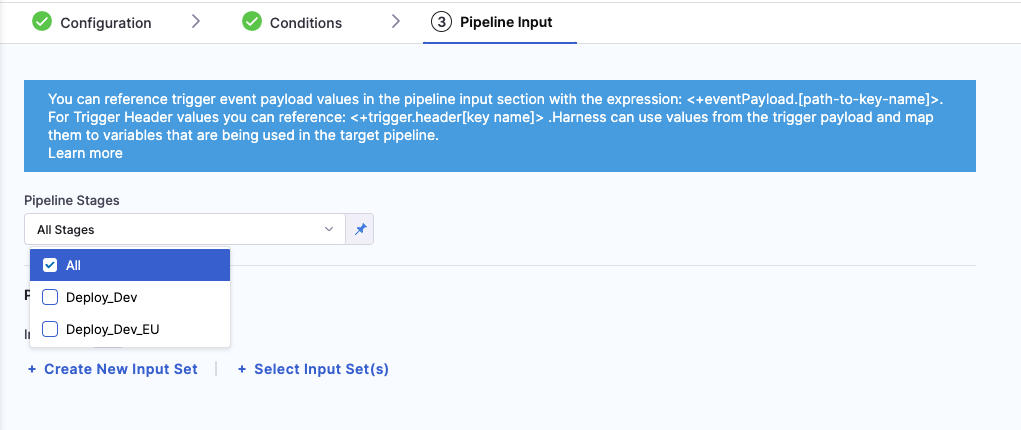 Configuration
Conditions
3 Pipeline Input
You can reference trigger event payload values in the pipeline input section with the expression: <+eventPayload.[path-to-key-name]>.
For Trigger Header values you can reference: <+trigger.header[key name]> .Harness can use values from the trigger payload and map
them to variables that are being used in the target pipeline.
Learn more
Pipeline Stages
All Stages
All
Deploy_Dev
Deploy_Dev_EU
+ Create New Input Set
+ Select Input Set(s)